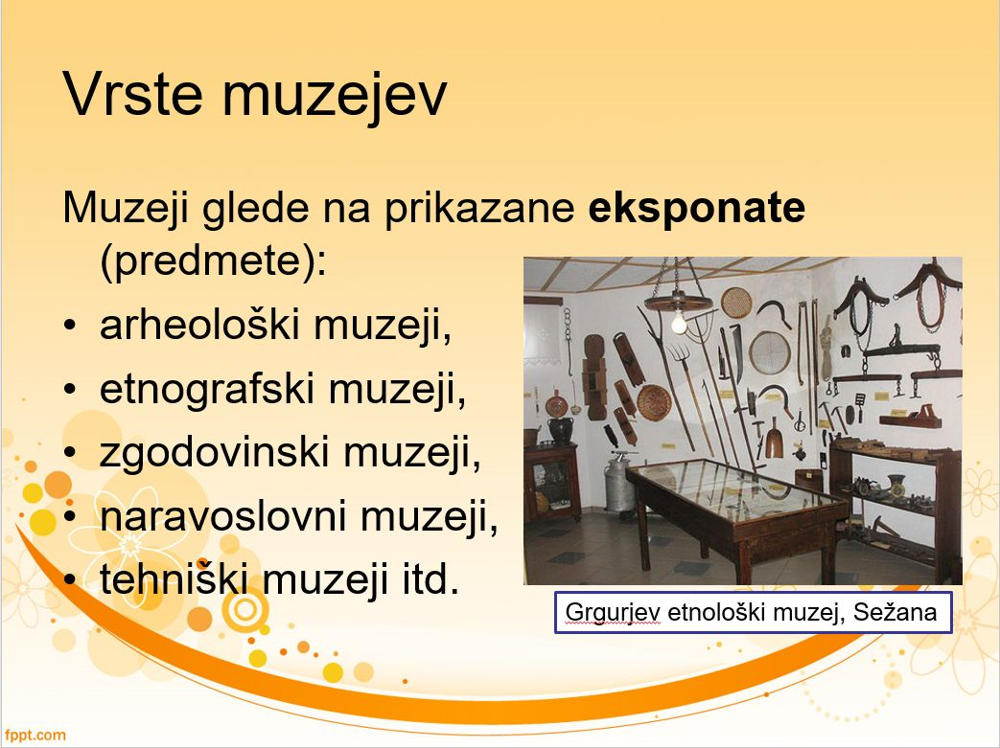 Vrste muzejev
Muzeji glede na prikazane eksponate
(predmete):
• arheološki muzeji,
• etnografski muzeji,
• zgodovinski muzeji,
• naravoslovni muzeji,
• tehniški muzeji itd.
Grgurjev etnološki muzej, Sežana
fppt.com